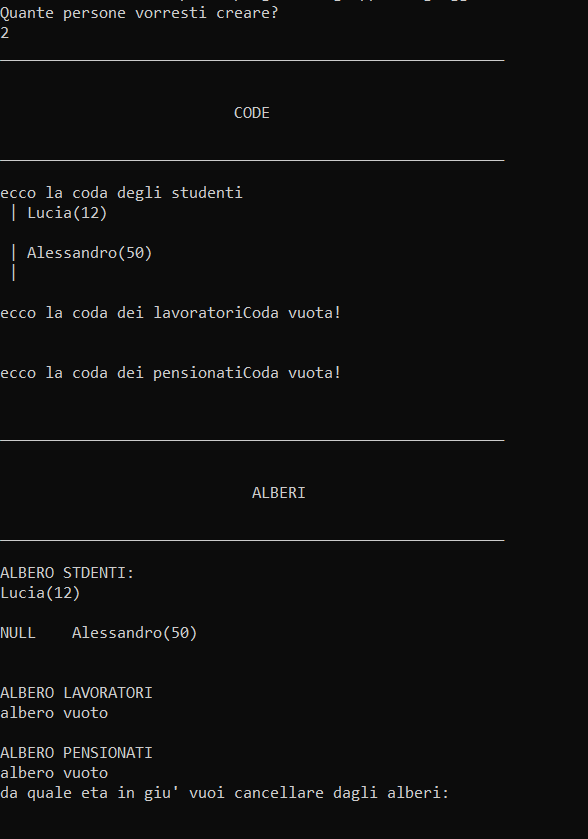 Quante persone vorresti creare?
2
CODE
ecco la coda degli studenti
| Lucia(12)
| Alessandro(50)
|
ecco la coda dei lavoratoriCoda vuota!
ecco la coda dei pensionatiCoda vuota!
ALBERI
ALBERO STDENTI:
Lucia(12)
NULL    Alessandro(50)
ALBERO LAVORATORI
albero vuoto
ALBERO PENSIONATI
albero vuoto
da quale eta in giu' vuoi cancellare dagli alberi: